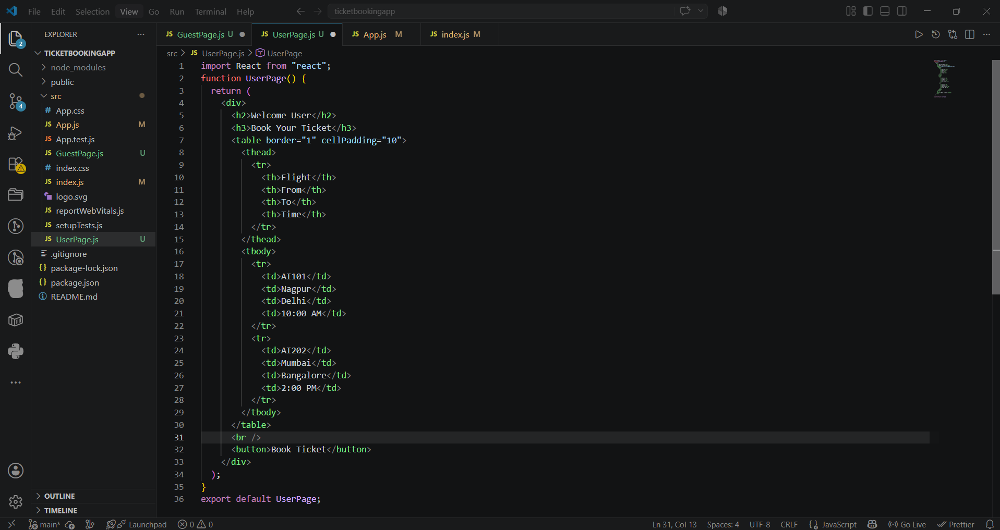 File Edit Selection View Go Run Terminal Help
ticketbookingapp
EXPLORER
GuestPage.js U
UserPage.js U
App.js M
index.js M
TICKETBOOKINGAPP
node_modules
public
src
App.css
App.js M
App.test.js
GuestPage.js U
index.css
index.js M
logo.svg
reportWebVitals.js
setupTests.js
UserPage.js U
.gitignore
package-lock.json
package.json
README.md
OUTLINE
TIMELINE
2
4
src > JS UserPage.js > UserPage
1 import React from "react";
2 function UserPage() {
3 return (
4 <div>
5 <h2>Welcome User</h2>
6 <h3>Book Your Ticket</h3>
7 <table border="1" cellPadding="10">
8 <thead>
9 <tr>
10 <th>Flight</th>
11 <th>From</th>
12 <th>To</th>
13 <th>Time</th>
14 </tr>
15 </thead>
16 <tbody>
17 <tr>
18 <td>AI101</td>
19 <td>Nagpur</td>
20 <td>Delhi</td>
21 <td>10:00 AM</td>
22 </tr>
23 <tr>
24 <td>AI202</td>
25 <td>Mumbai</td>
26 <td>Bangalore</td>
27 <td>2:00 PM</td>
28 </tr>
29 </tbody>
30 </table>
31 <br />
32 <button>Book Ticket</button>
33 </div>
34 );
35 }
36 export default UserPage;
main* Launchpad 0 0 Ln 31, Col 13 Spaces: 4 UTF-8 CRLF {} JavaScript Go Live Prettier